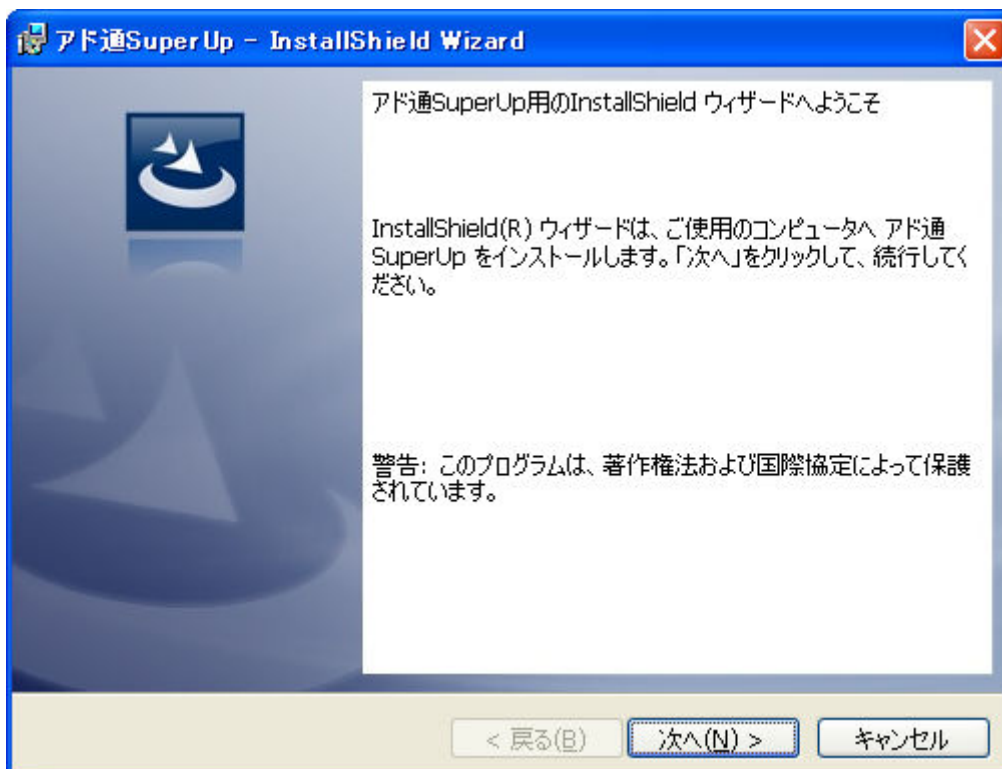 アド通SuperUp - InstallShield Wizard
アド通SuperUp用のInstallShield ウィザードへようこそ
InstallShield(R) ウィザードは、ご使用のコンピュータへ アド通
SuperUp をインストールします。「次へ」をクリックして、続行してく
ださい。
警告: このプログラムは、著作権法および国際協定によって保護
されています。
< 戻る(B)
次へ(N) >
キャンセル